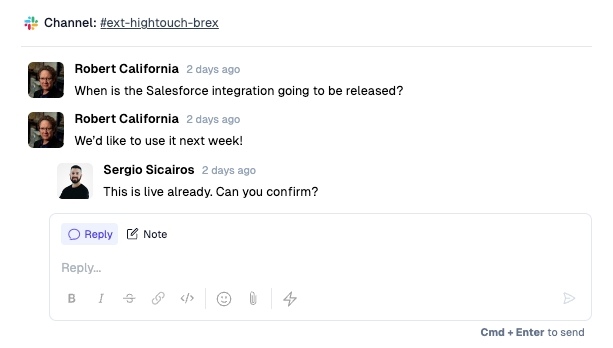 Channel: #ext-hightouch-brex
Robert California 2 days ago
When is the Salesforce integration going to be released?
Robert California 2 days ago
We'd like to use it next week!
Sergio Sicairos 2 days ago
This is live already. Can you confirm?
Reply Note
Reply...
B I S </>
Cmd + Enter to send